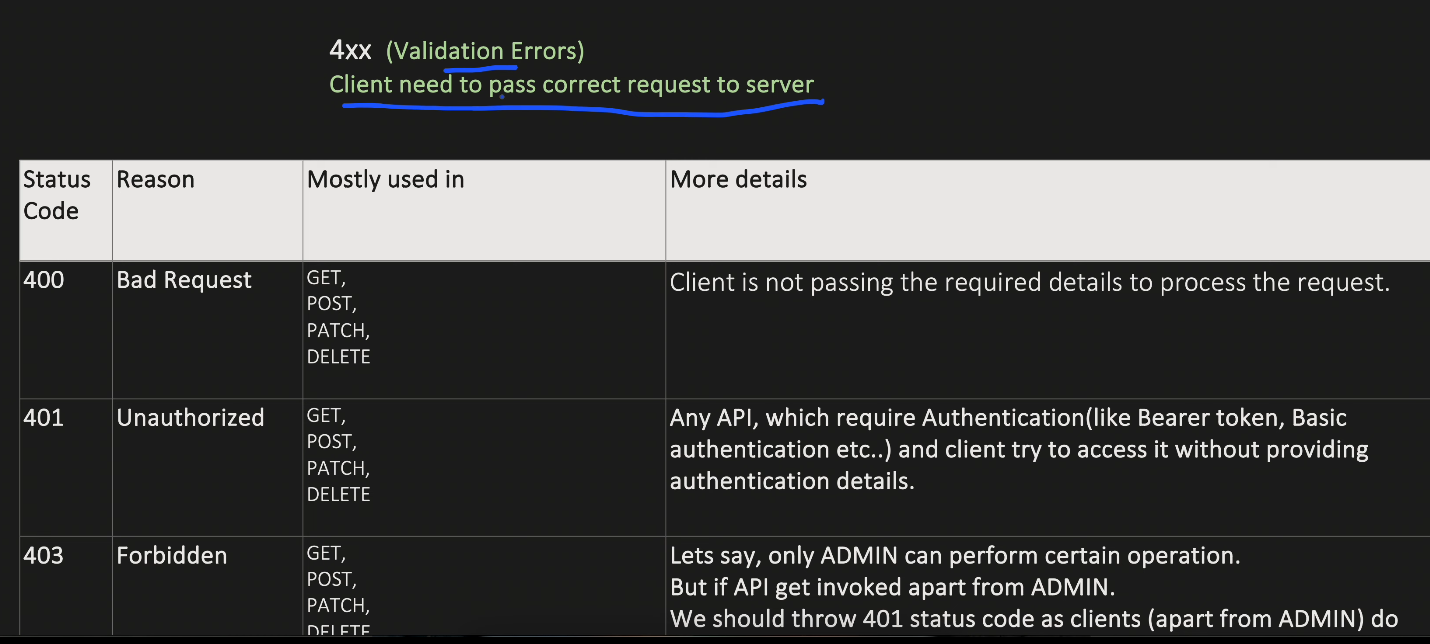 4xx (Validation Errors)
Client need to pass correct request to server
Status
Code
Reason
Mostly used in
More details
400
Bad Request
GET,
POST,
PATCH,
DELETE
Client is not passing the required details to process the request.
401
Unauthorized
GET,
POST,
PATCH,
DELETE
Any API, which require Authentication(like Bearer token, Basic
authentication etc..) and client try to access it without providing
authentication details.
403
Forbidden
GET,
POST,
PATCH,
DELETE
Lets say, only ADMIN can perform certain operation.
But if API get invoked apart from ADMIN.
We should throw 401 status code as clients (apart from ADMIN) do